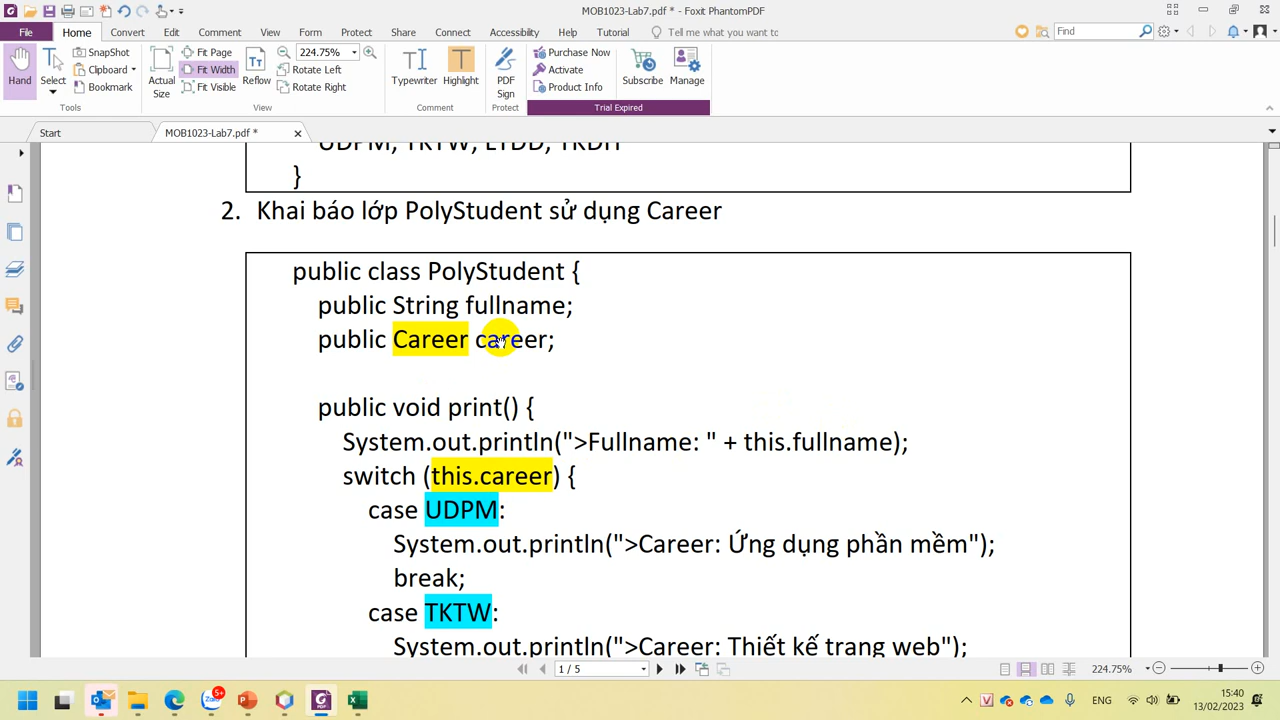 MOB1023-Lab7.pdf * - Foxit PhantomPDF
File Home Convert Edit Comment View Form Protect Share Connect Accessibility Help Tutorial Tell me what you want to Find
Hand
Select
SnapShot
Clipboard
Bookmark
Tools
Actual Size
Fit Page
Fit Width
Fit Visible
Reflow
224.75%
Rotate Left
Rotate Right
View
Typewriter
Highlight
Comment
PDF Sign
Protect
Purchase Now
Activate
Product Info
Subscribe
Manage
Trial Expired
Start MOB1023-Lab7.pdf *
UDPM, TKTW, LTDD, TKDH
}
2. Khai báo lớp PolyStudent sử dụng Career
public class PolyStudent {
public String fullname;
public Career career;
public void print() {
System.out.println(">Fullname: " + this.fullname);
switch (this.career) {
case UDPM:
System.out.println(">Career: Ứng dụng phần mềm");
break;
case TKTW:
System.out.println(">Career: Thiết kế trang web");
1 / 5 224.75%
5+
Zalo
ENG
15:40
13/02/2023